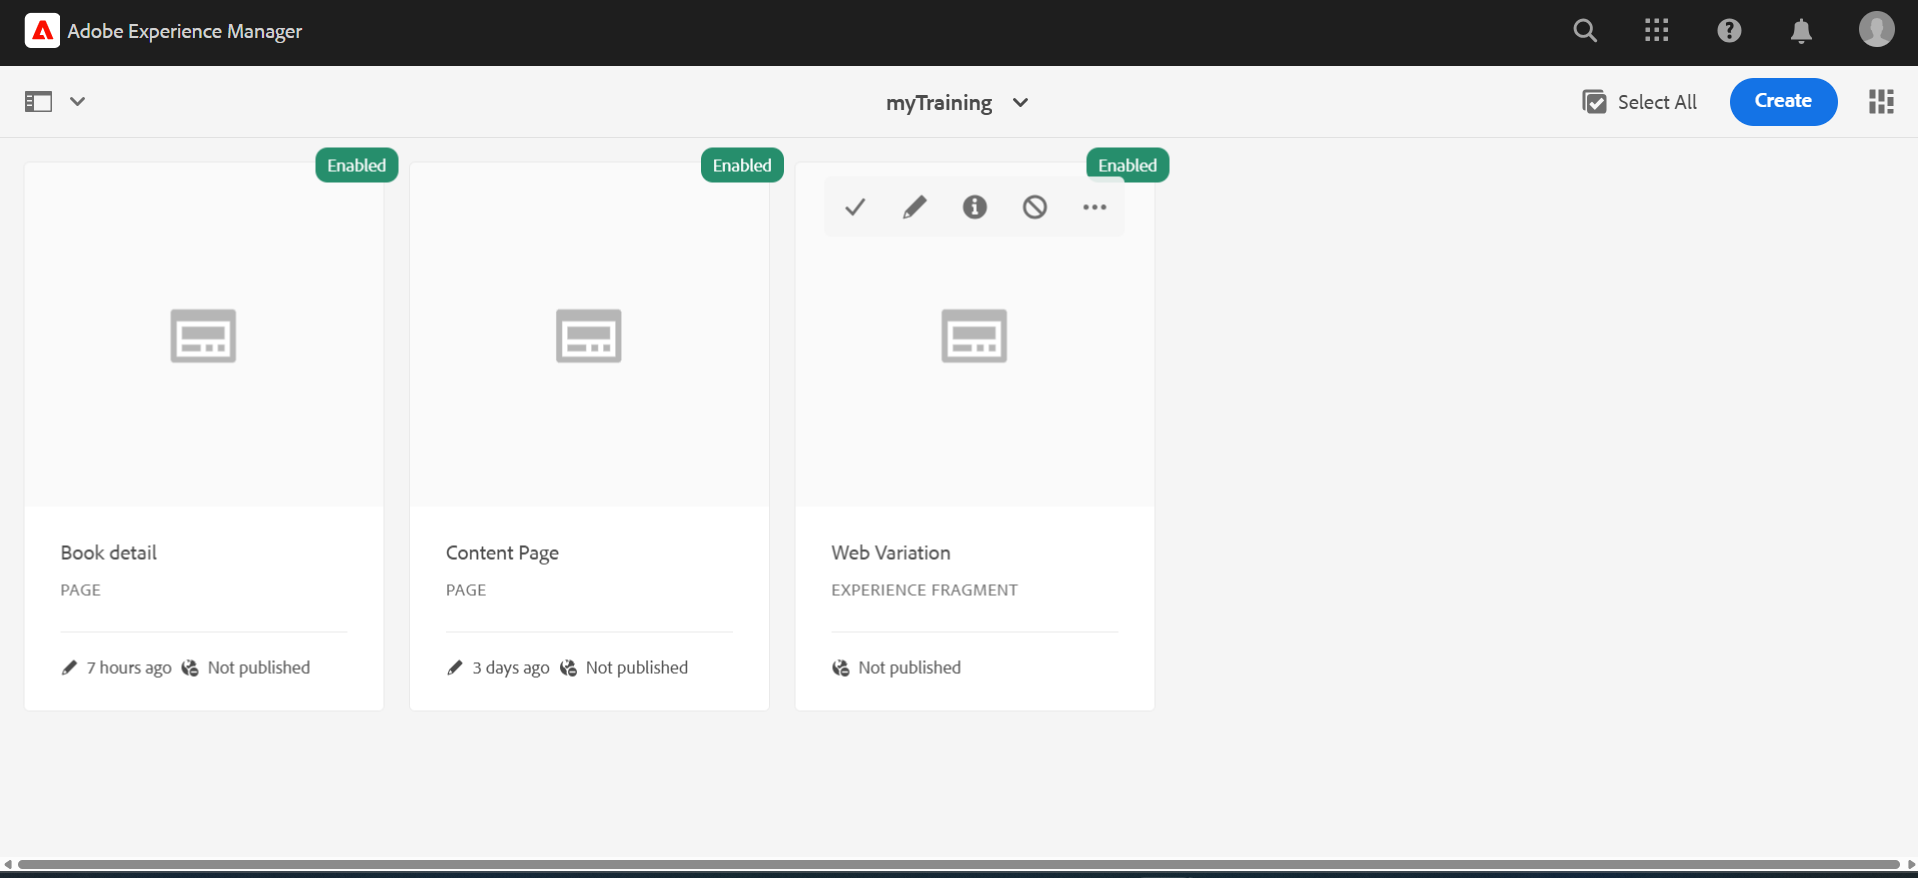 Adobe Experience Manager
myTraining
Select All
Create
Enabled
Enabled
Enabled
Book detail
PAGE
7 hours ago Not published
Content Page
PAGE
3 days ago Not published
Web Variation
EXPERIENCE FRAGMENT
Not published